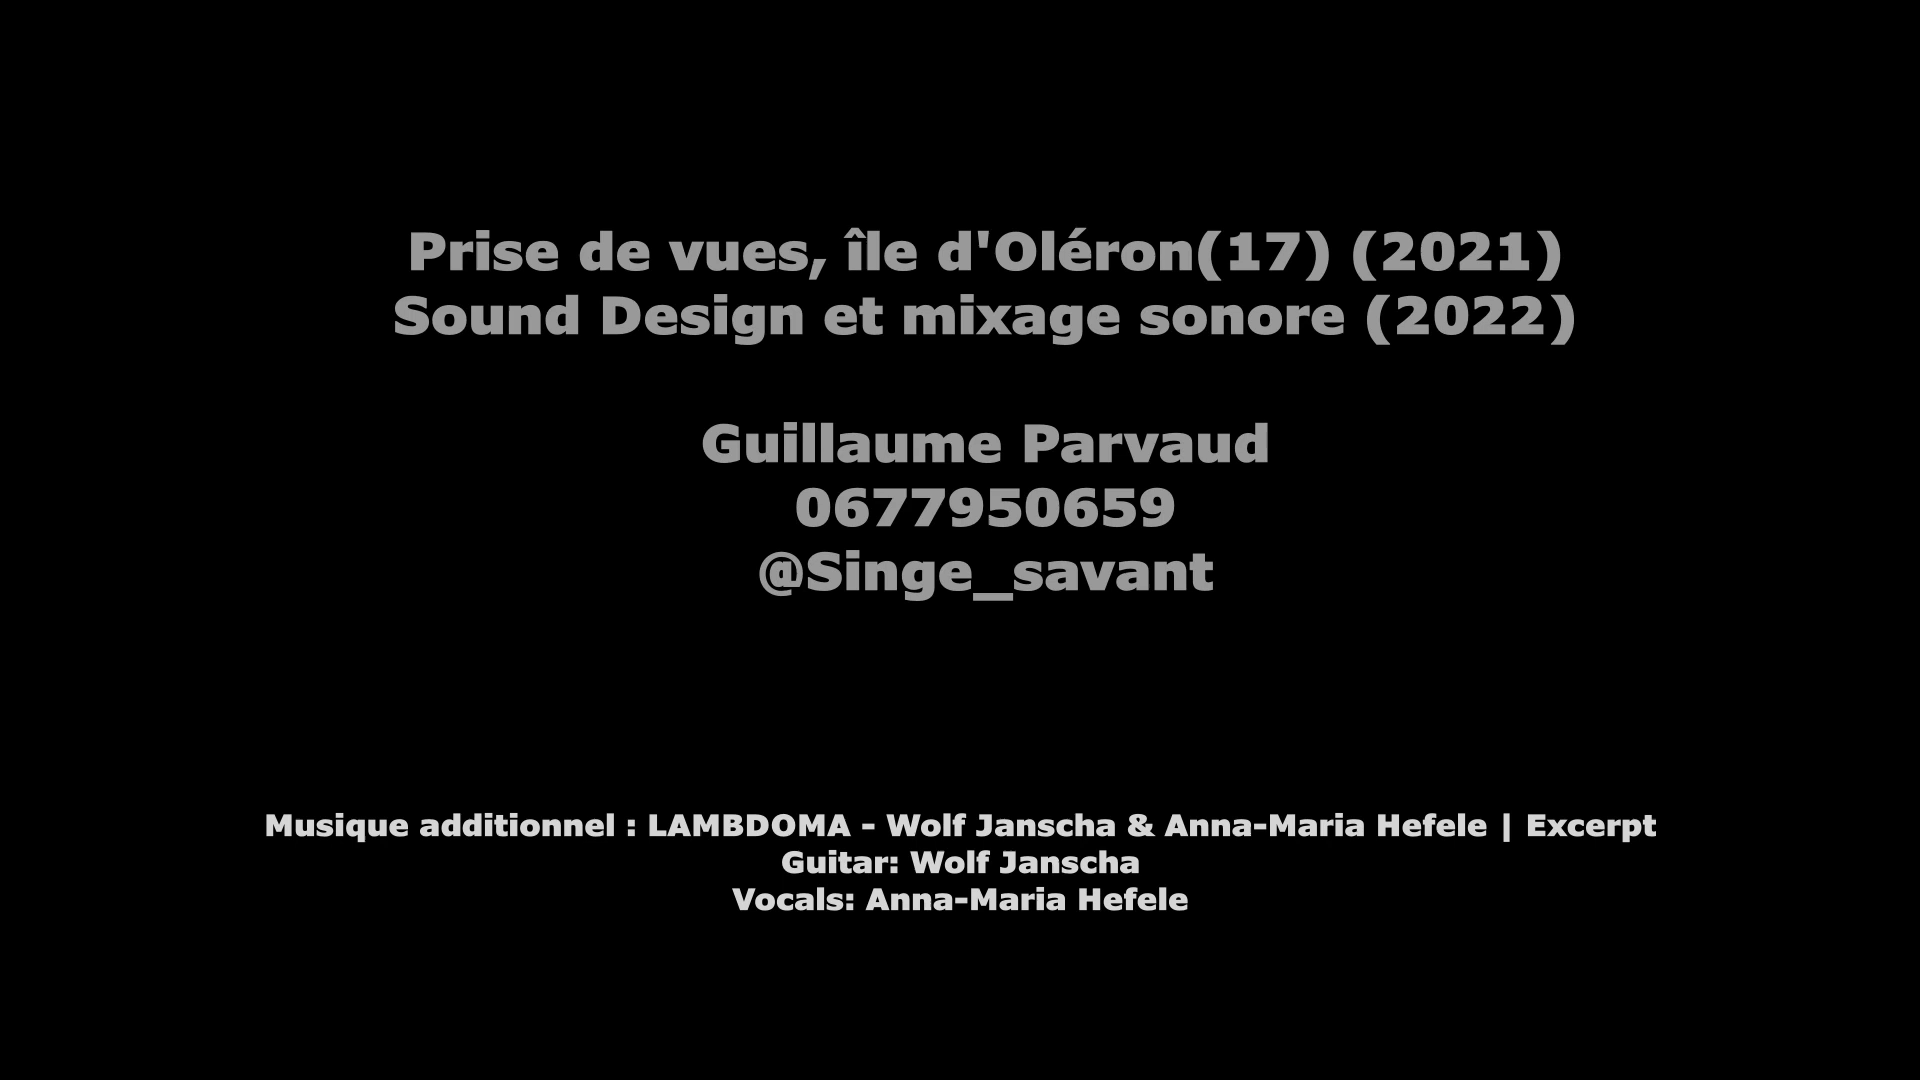 Prise de vues, île d'Oléron(17) (2021)
Sound Design et mixage sonore (2022)
Guillaume Parvaud
0677950659
@Singe_savant
Musique additionnel : LAMBDOMA - Wolf Janscha & Anna-Maria Hefele | Excerpt
Guitar: Wolf Janscha
Vocals: Anna-Maria Hefele